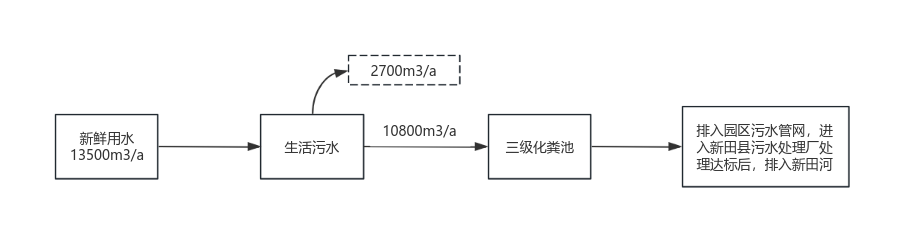 2700m3/a
新鲜用水
13500m3/a
生活污水
10800m3/a
三级化粪池
排入园区污水管网，进
入新田县污水处理厂处
理达标后，排入新田河